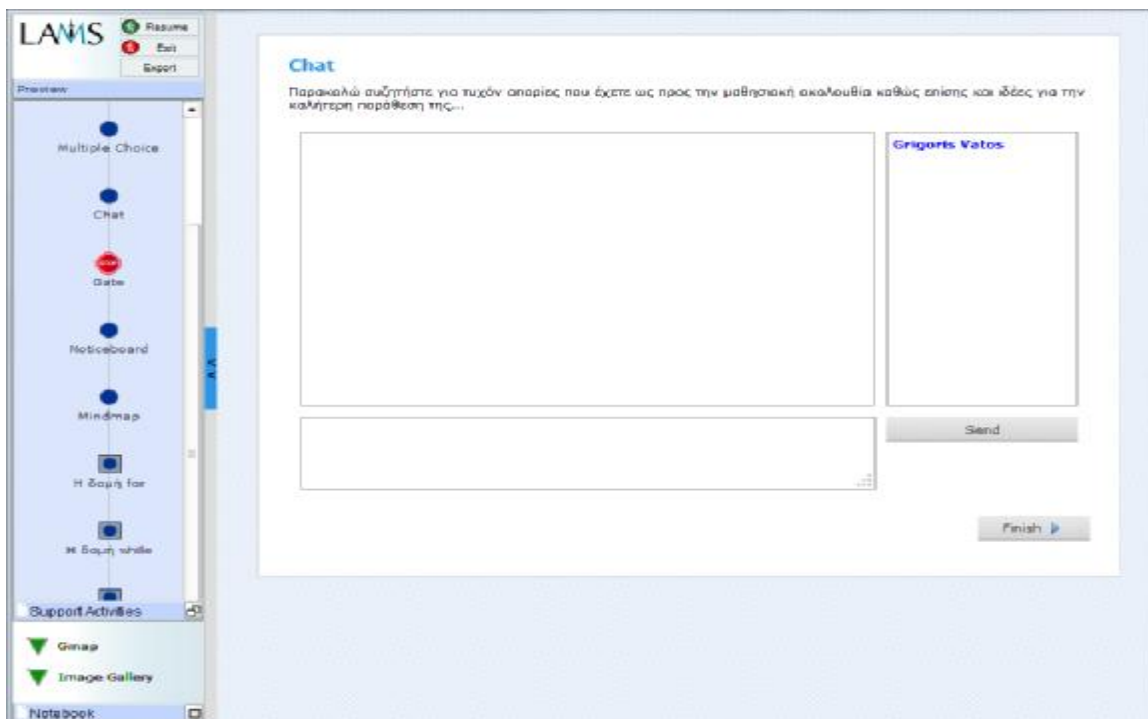 LAMS
Resume
Exit
Export
Preview
Multiple Choice
Chat
STOP
Gate
Noticeboard
Mindmap
Η δομή for
Η δομή while
Support Activities
Gmap
Image Gallery
Notebook
Chat
Παρακαλώ συζητήστε για τυχόν απορίες που έχετε ως προς την μαθησιακή ακολουθία καθώς επίσης και ιδέες για την
καλήτερη παράθεση της...
Grigoris Vatos
Send
Finish